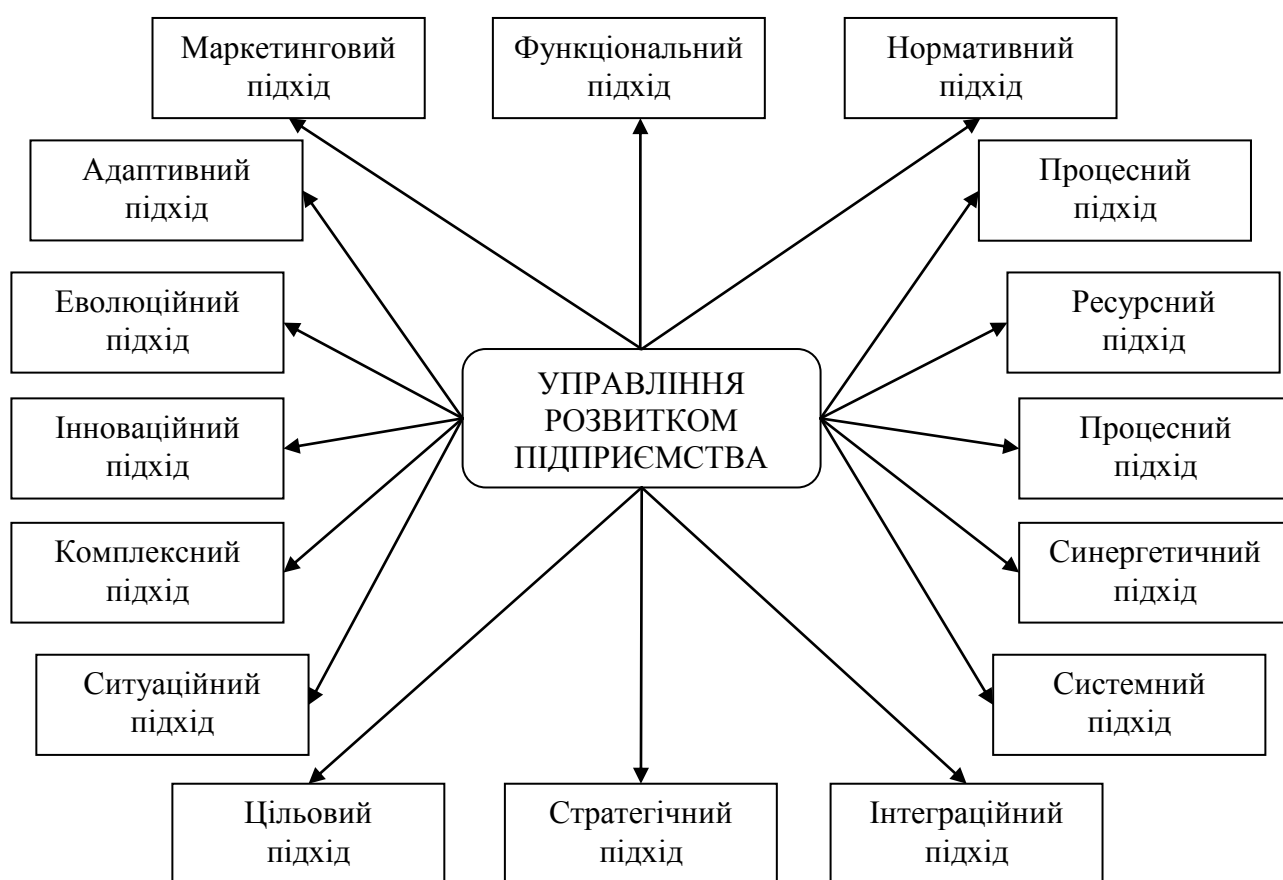 Маркетинговий
підхід
Функціональний
підхід
Нормативний
підхід
Адаптивний
підхід
Процесний
підхід
Еволюційний
підхід
Ресурсний
підхід
УПРАВЛІННЯ
РОЗВИТКОМ
ПІДПРИЄМСТВА
Інноваційний
підхід
Процесний
підхід
Комплексний
підхід
Синергетичний
підхід
Ситуаційний
підхід
Системний
підхід
Цільовий
підхід
Стратегічний
підхід
Інтеграційний
підхід